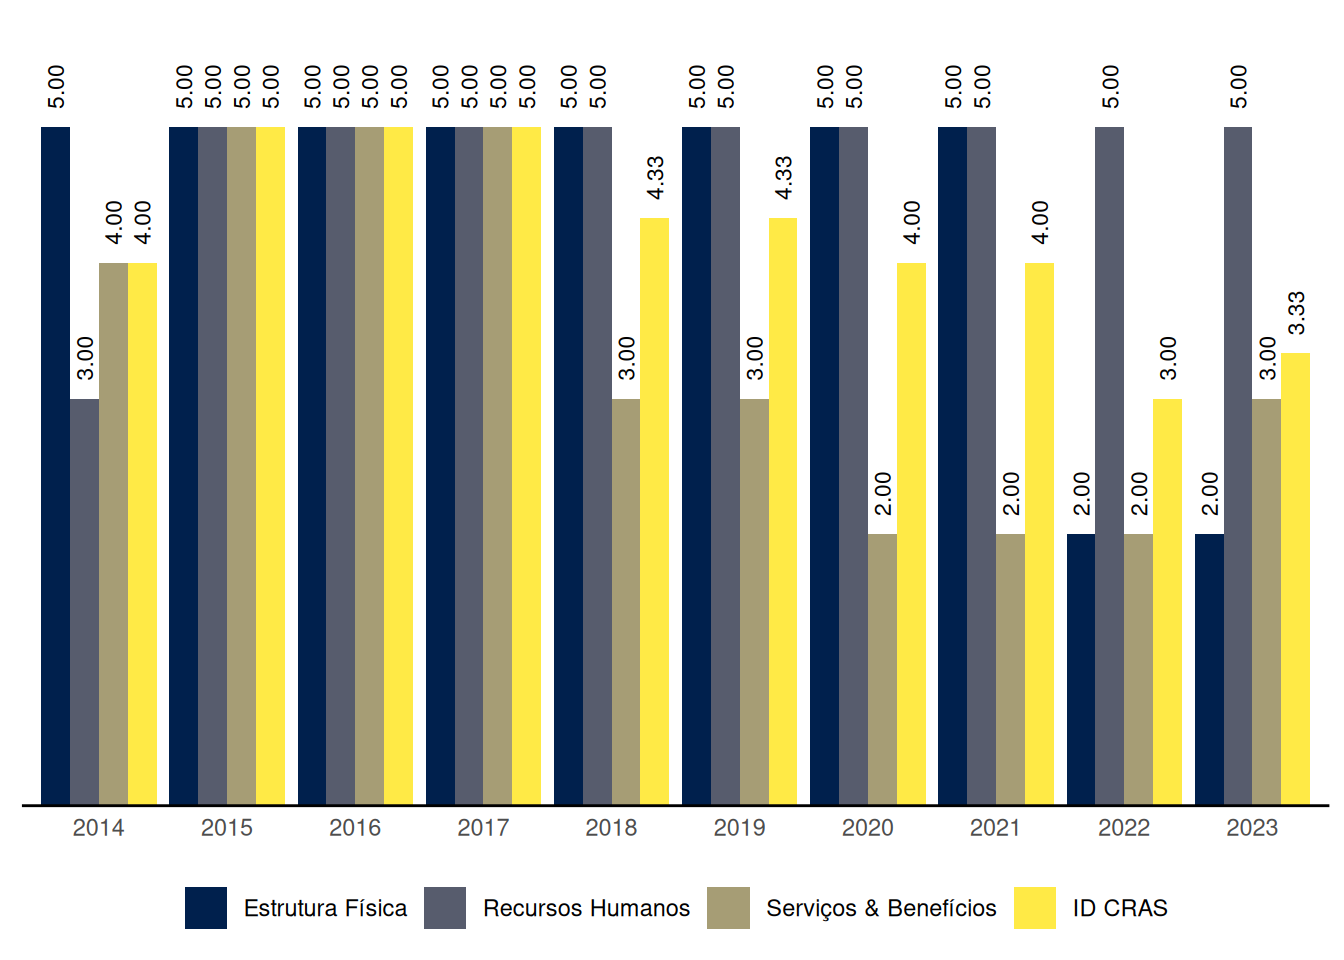 5.00 3.00 4.00 4.00 5.00 5.00 5.00 5.00 5.00 5.00 5.00 5.00 5.00 5.00 5.00 5.00 5.00 5.00 3.00 4.33 5.00 5.00 3.00 4.33 5.00 5.00 2.00 4.00 5.00 5.00 2.00 4.00 2.00 5.00 2.00 3.00 2.00 5.00 3.00 3.33
2014 2015 2016 2017 2018 2019 2020 2021 2022 2023
Estrutura Física Recursos Humanos Serviços & Benefícios ID CRAS